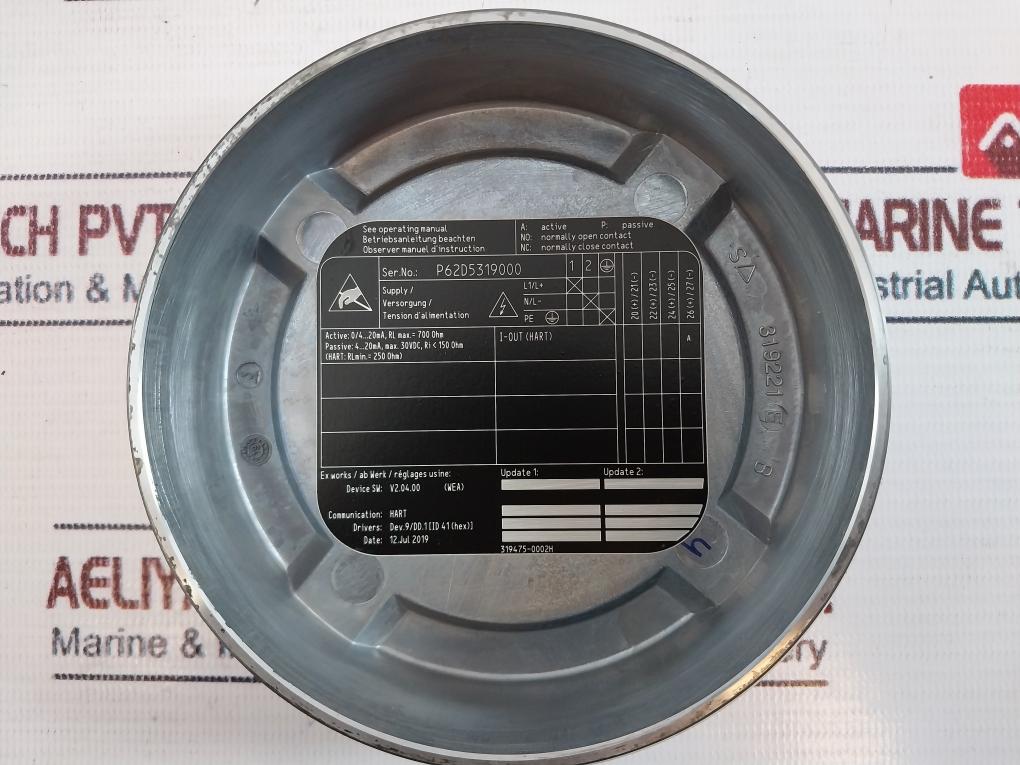 See operating manual
Betriebsanleitung beachten
Observer manuel d'instruction
A: active P: passive
NO: normally open contact
NC: normally close contact
Ser.No.: P62D5319000
1 2
Supply /
Versorgung /
Tension d'alimentation
L1/L+
N/L-
PE
20(+)/21(-)
22(+)/23(-)
24(+)/25(-)
26(+)/27(-)
Active: 0/4..20mA, RL max.= 700 Ohm
Passive: 4..20mA, max. 30VDC, Ri < 150 Ohm
(HART: RLmin.= 250 Ohm)
I-OUT (HART)
A
Ex works / ab Werk / réglages usine:
Update 1:
Update 2:
Device SW: V2.04.00 (WEA)
Communication: HART
Drivers: Dev.9/DD.1[ID 41(hex)]
Date: 12.Jul 2019
319475-0002H
319221(E) 8
CH PVT
ARINE
ation & M
strial Aut
AELIY
Marine &
ery